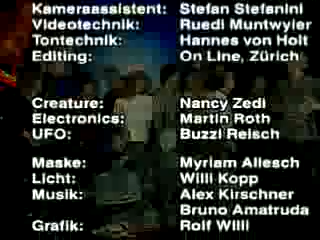 Kameraassistent: Stefan Stefanini
Videotechnik: Ruedi Muntwyler
Tontechnik: Hannes von Holt
Editing: On Line, Zürich
Creature: Nancy Zedi
Electronics: Martin Roth
UFO: Buzzi Reisch
Maske: Myriam Allesch
Licht: Willi Kopp
Musik: Alex Kirschner
Bruno Amatruda
Grafik: Rolf Willi